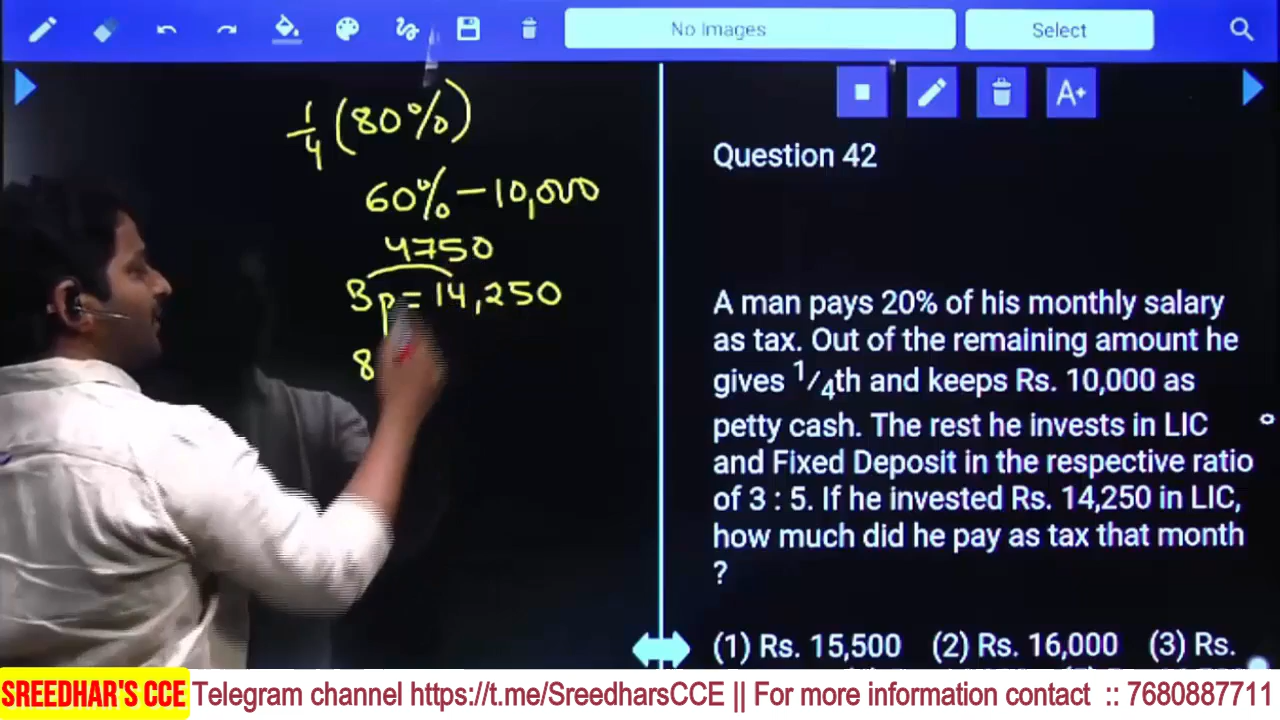 No Images
Select
A+
1/4 (80%)
60% - 10,000
4750
3p = 14,250
8
Question 42
A man pays 20% of his monthly salary
as tax. Out of the remaining amount he
gives 1/4th and keeps Rs. 10,000 as
petty cash. The rest he invests in LIC
and Fixed Deposit in the respective ratio
of 3 : 5. If he invested Rs. 14,250 in LIC,
how much did he pay as tax that month
?
(1) Rs. 15,500 (2) Rs. 16,000 (3) Rs.
SREEDHAR'S CCE Telegram channel https://t.me/SreedharsCCE || For more information contact :: 7680887711